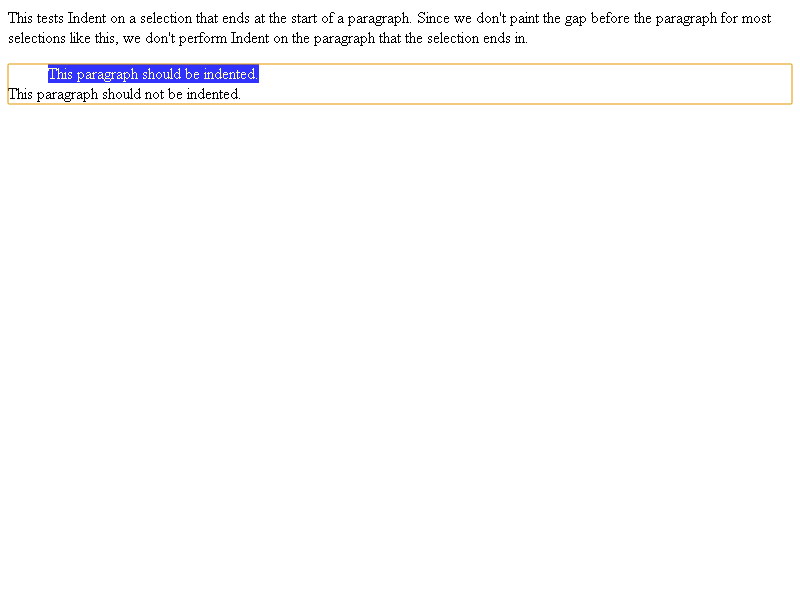 This tests Indent on a selection that ends at the start of a paragraph. Since we don't paint the gap before the paragraph for most
selections like this, we don't perform Indent on the paragraph that the selection ends in.
This paragraph should be indented.
This paragraph should not be indented.